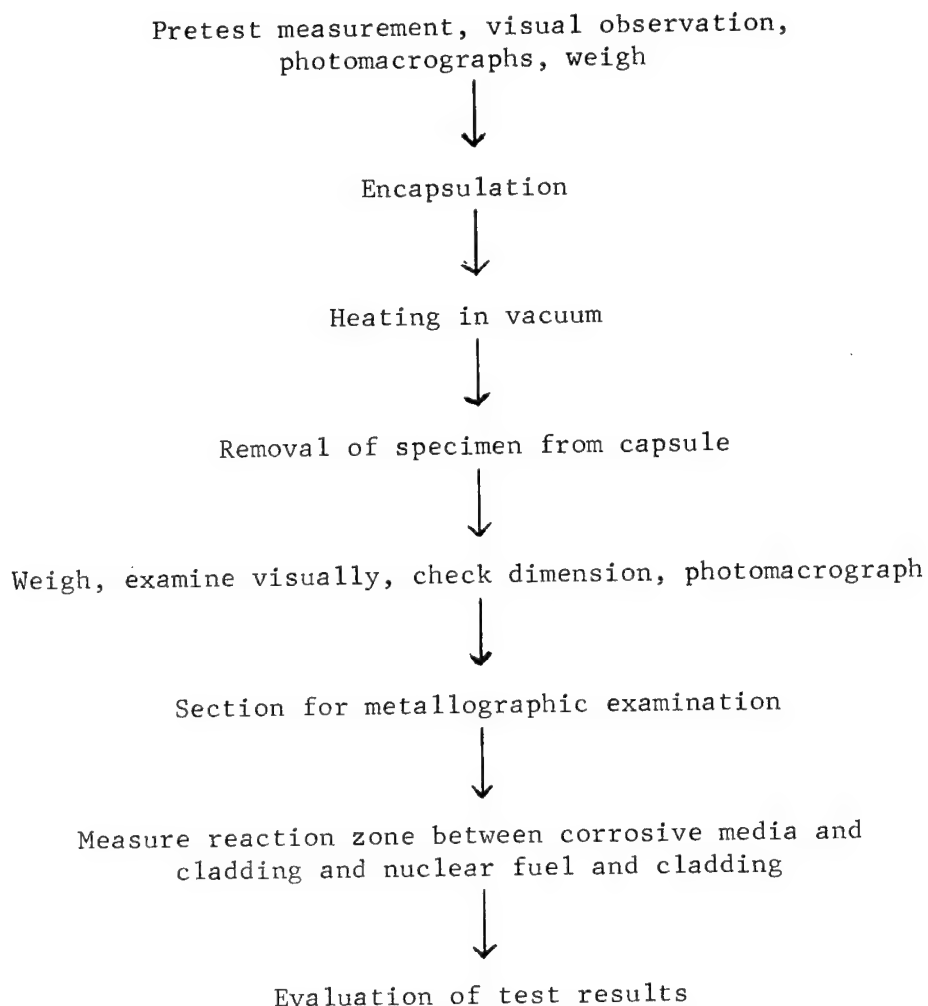 Pretest measurement, visual observation,
photomacrographs, weigh
Encapsulation
Heating in vacuum
Removal of specimen from capsule
Weigh, examine visually, check dimension, photomacrograph
Section for metallographic examination
Measure reaction zone between corrosive media and
cladding and nuclear fuel and cladding
Evaluation of test results